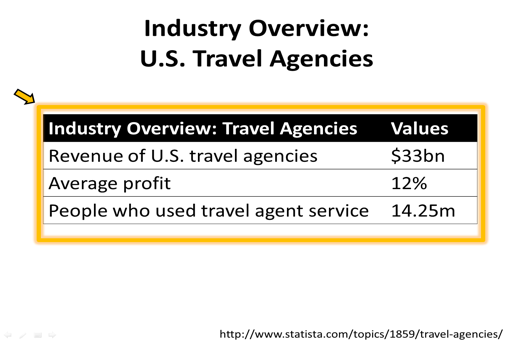 Industry Overview:
U.S. Travel Agencies
Industry Overview: Travel Agencies Values
Revenue of U.S. travel agencies $33bn
Average profit 12%
People who used travel agent service 14.25m
http://www.statista.com/topics/1859/travel-agencies/